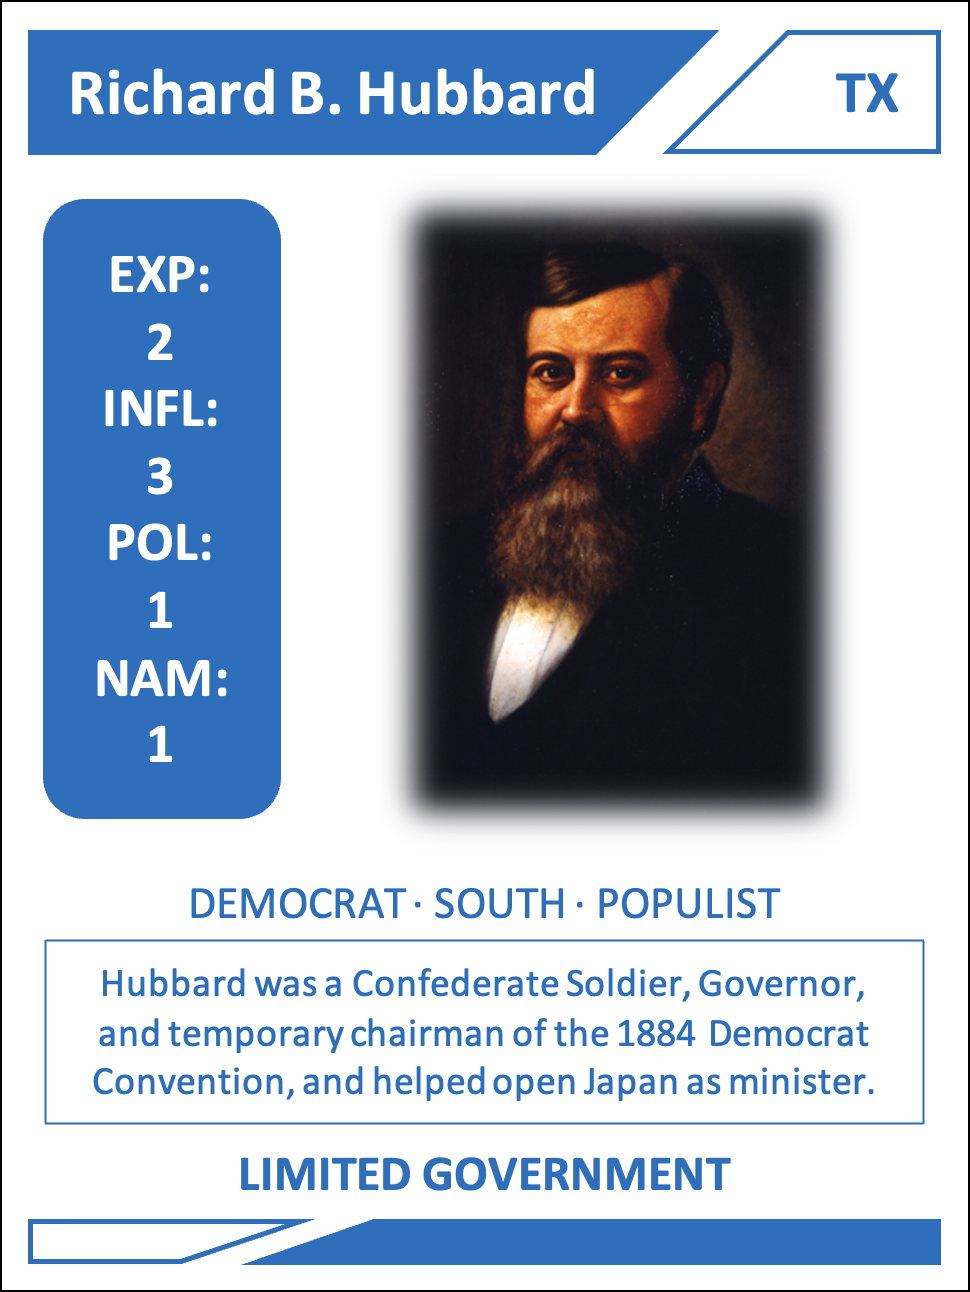 Richard B. Hubbard
TX
EXP:
2
INFL:
3
POL:
1
NAM:
1
DEMOCRAT · SOUTH · POPULIST
Hubbard was a Confederate Soldier, Governor,
and temporary chairman of the 1884 Democrat
Convention, and helped open Japan as minister.
LIMITED GOVERNMENT